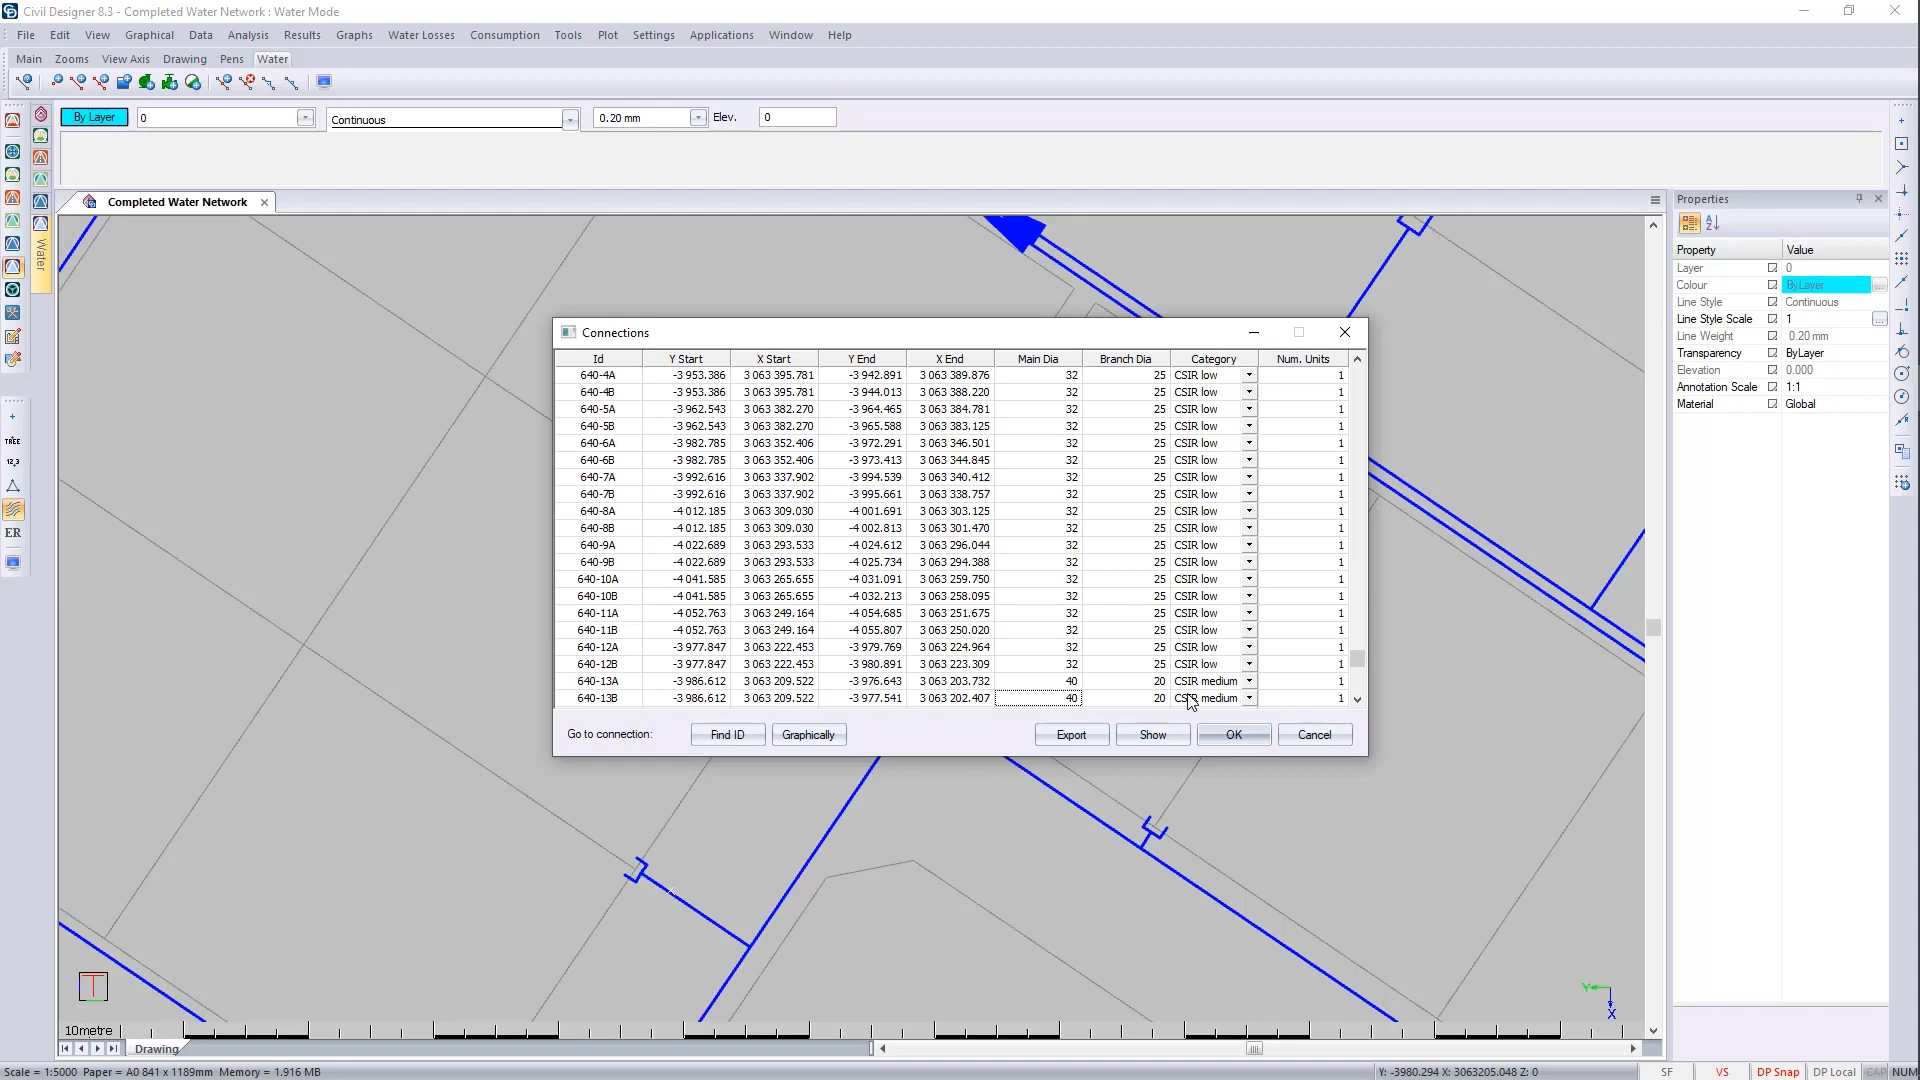 Civil Designer 8.3 - Completed Water Network : Water Mode
File Edit View Graphical Data Analysis Results Graphs Water Losses Consumption Tools Plot Settings Applications Window Help
Main Zooms View Axis Drawing Pens Water
By Layer 0 Continuous 0.20 mm Elev. 0
Completed Water Network
Water
TREE
12.3
ER
Connections
Id Y Start X Start Y End X End Main Dia Branch Dia Category Num. Units
640-4A -3 953.386 3 063 395.781 -3 942.891 3 063 389.876 32 25 CSIR low 1
640-4B -3 953.386 3 063 395.781 -3 944.013 3 063 388.220 32 25 CSIR low 1
640-5A -3 962.543 3 063 382.270 -3 964.465 3 063 384.781 32 25 CSIR low 1
640-5B -3 962.543 3 063 382.270 -3 965.588 3 063 383.125 32 25 CSIR low 1
640-6A -3 982.785 3 063 352.406 -3 972.291 3 063 346.501 32 25 CSIR low 1
640-6B -3 982.785 3 063 352.406 -3 973.413 3 063 344.845 32 25 CSIR low 1
640-7A -3 992.616 3 063 337.902 -3 994.539 3 063 340.412 32 25 CSIR low 1
640-7B -3 992.616 3 063 337.902 -3 995.661 3 063 338.757 32 25 CSIR low 1
640-8A -4 012.185 3 063 309.030 -4 001.691 3 063 303.125 32 25 CSIR low 1
640-8B -4 012.185 3 063 309.030 -4 002.813 3 063 301.470 32 25 CSIR low 1
640-9A -4 022.689 3 063 293.533 -4 024.612 3 063 296.044 32 25 CSIR low 1
640-9B -4 022.689 3 063 293.533 -4 025.734 3 063 294.388 32 25 CSIR low 1
640-10A -4 041.585 3 063 265.655 -4 031.091 3 063 259.750 32 25 CSIR low 1
640-10B -4 041.585 3 063 265.655 -4 032.213 3 063 258.095 32 25 CSIR low 1
640-11A -4 052.763 3 063 249.164 -4 054.685 3 063 251.675 32 25 CSIR low 1
640-11B -4 052.763 3 063 249.164 -4 055.807 3 063 250.020 32 25 CSIR low 1
640-12A -3 977.847 3 063 222.453 -3 979.769 3 063 224.964 32 25 CSIR low 1
640-12B -3 977.847 3 063 222.453 -3 980.891 3 063 223.309 32 25 CSIR low 1
640-13A -3 986.612 3 063 209.522 -3 976.643 3 063 203.732 40 20 CSIR medium 1
640-13B -3 986.612 3 063 209.522 -3 977.541 3 063 202.407 40 20 CSIR medium 1
Go to connection: Find ID Graphically Export Show OK Cancel
Properties
Property Value
Layer 0
Colour ByLayer
Line Style Continuous
Line Style Scale 1
Line Weight 0.20 mm
Transparency ByLayer
Elevation 0.000
Annotation Scale 1:1
Material Global
Y
X
10metre
Drawing
Scale = 1:5000 Paper = A0 841 x 1189mm Memory = 1.916 MB Y: -3980.294 X: 3063205.048 Z: 0 SF VS DP Snap DP Local CAP NUM